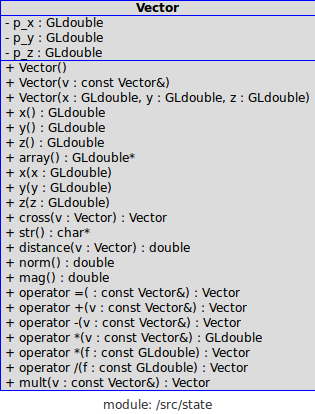 Vector
- p_x : GLdouble
- p_y : GLdouble
- p_z : GLdouble
+ Vector()
+ Vector(v : const Vector&)
+ Vector(x : GLdouble, y : GLdouble, z : GLdouble)
+ x() : GLdouble
+ y() : GLdouble
+ z() : GLdouble
+ array() : GLdouble*
+ x(x : GLdouble)
+ y(y : GLdouble)
+ z(z : GLdouble)
+ cross(v : Vector) : Vector
+ str() : char*
+ distance(v : Vector) : double
+ norm() : double
+ mag() : double
+ operator =( : const Vector&) : Vector
+ operator +(v : const Vector&) : Vector
+ operator -(v : const Vector&) : Vector
+ operator *(v : const Vector&) : GLdouble
+ operator *(f : const GLdouble) : Vector
+ operator /(f : const GLdouble) : Vector
+ mult(v : const Vector&) : Vector
module: /src/state